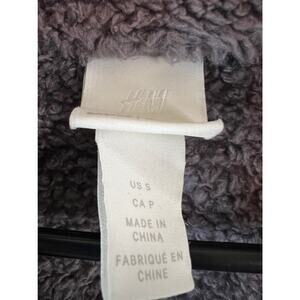 H&M
US S
CA P
MADE IN
CHINA
FABRIQUÉ EN
CHINE